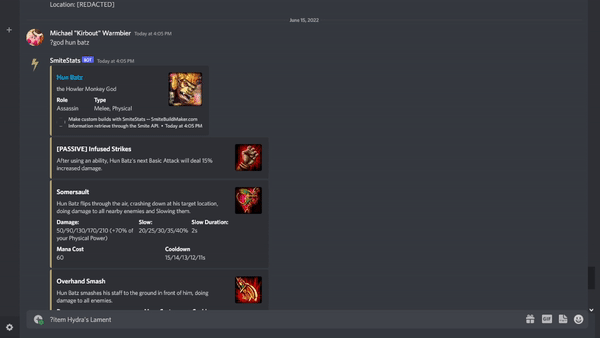 Location: [REDACTED]
June 15, 2022
Michael "Kirbout" Warmbier Today at 4:05 PM
?god hun batz
SmiteStats BOT Today at 4:05 PM
Hun Batz
the Howler Monkey God
Role Type
Assassin Melee, Physical
Make custom builds with SmiteStats — SmiteBuildMaker.com
Information retrieve through the Smite API. • Today at 4:05 PM
[PASSIVE] Infused Strikes
After using an ability, Hun Batz's next Basic Attack will deal 15%
increased damage.
Somersault
Hun Batz flips through the air, crashing down at his target location,
doing damage to all nearby enemies and Slowing them.
Damage: Slow: Slow Duration:
50/90/130/170/210 (+70% of 20/25/30/35/40% 2s
your Physical Power)
Mana Cost Cooldown
60 15/14/13/12/11s
Overhand Smash
Hun Batz smashes his staff to the ground in front of him, doing
damage to all enemies.
?item Hydra's Lament
GIF